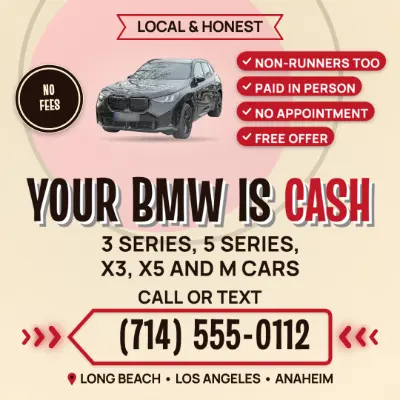 LOCAL & HONEST
NO
FEES
NON-RUNNERS TOO
PAID IN PERSON
NO APPOINTMENT
FREE OFFER
YOUR BMW IS CASH
3 SERIES, 5 SERIES,
X3, X5 AND M CARS
CALL OR TEXT
(714) 555-0112
LONG BEACH • LOS ANGELES • ANAHEIM